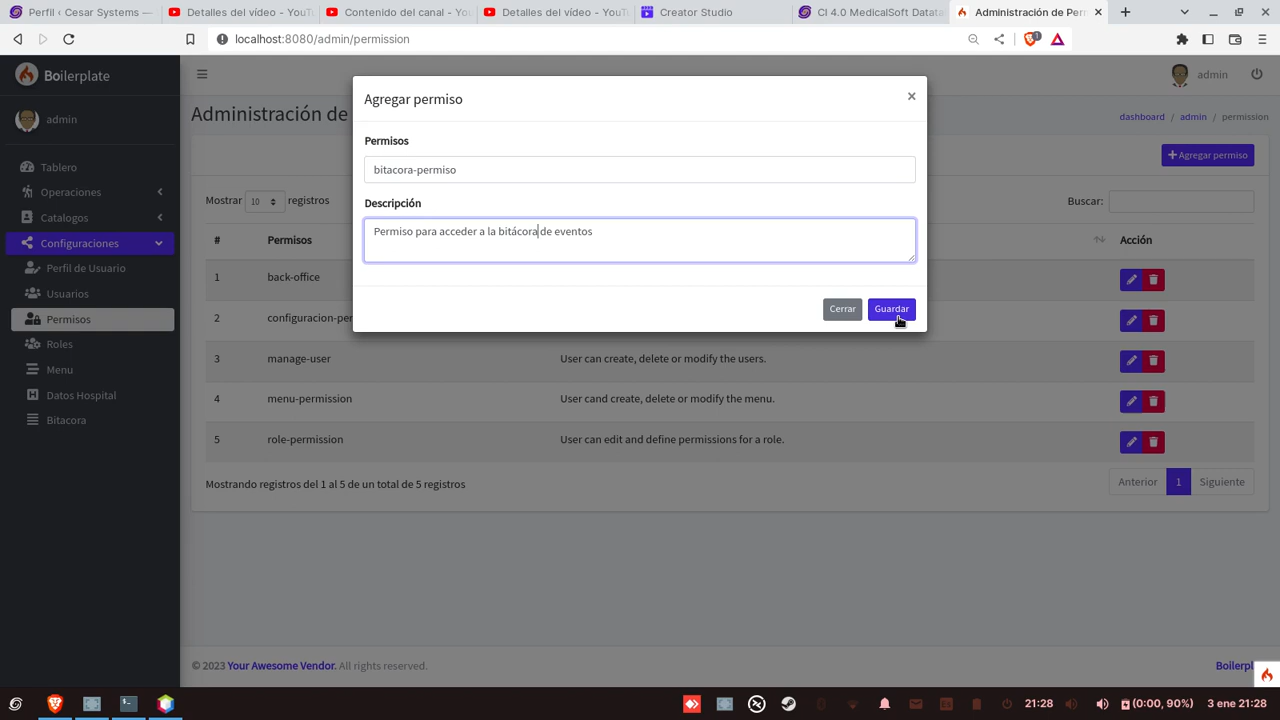 Perfil ‹ Cesar Systems —
Detalles del vídeo - YouTu
Contenido del canal - You
Detalles del vídeo - YouTu
Creator Studio
CI 4.0 MedicalSoft Datata
Administración de Perm
localhost:8080/admin/permission
1
Boilerplate
admin
admin
Tablero
Operaciones
Catalogos
Configuraciones
Perfil de Usuario
Usuarios
Permisos
Roles
Menu
Datos Hospital
Bitacora
Administración de
dashboard / admin / permission
Agregar permiso
Mostrar 10 registros
Buscar:
# Permisos Acción
1 back-office
2 configuracion-per
3 manage-user User can create, delete or modify the users.
4 menu-permission User cand create, delete or modify the menu.
5 role-permission User can edit and define permissions for a role.
Mostrando registros del 1 al 5 de un total de 5 registros
Anterior 1 Siguiente
Agregar permiso
×
Permisos
bitacora-permiso
Descripción
Permiso para acceder a la bitácora de eventos
Cerrar Guardar
© 2023 Your Awesome Vendor. All rights reserved.
Boilerpl
21:28
(0:00, 90%)
3 ene 21:28